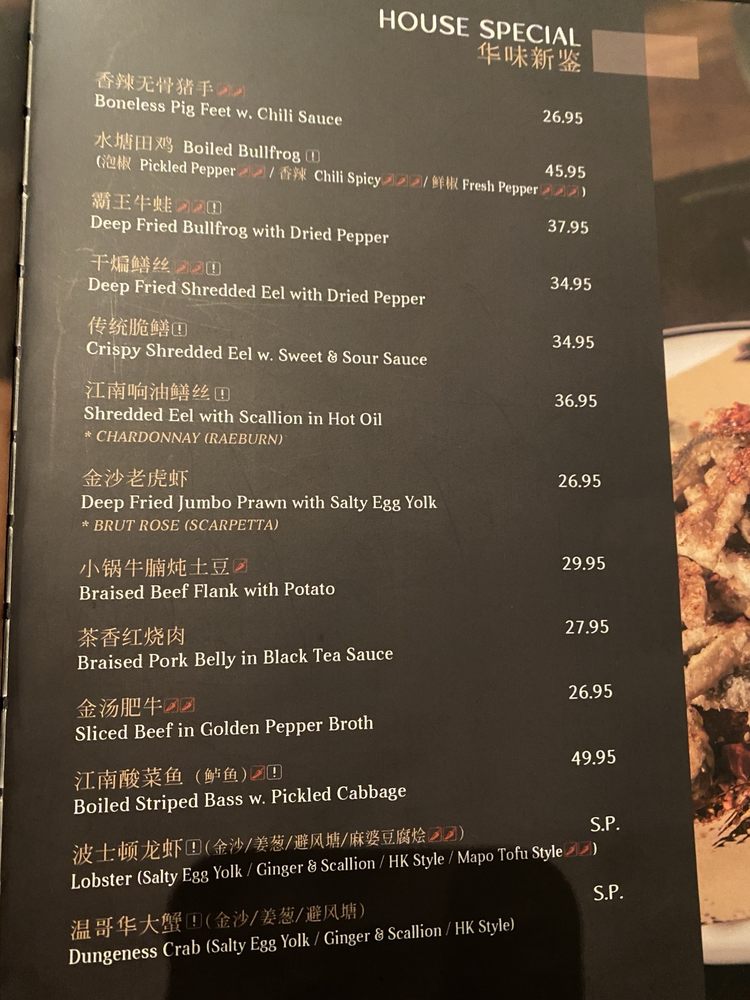 HOUSE SPECIAL
华味新鉴
香辣无骨猪手
Boneless Pig Feet w. Chili Sauce 26.95
水塘田鸡 Boiled Bullfrog
(泡椒 Pickled Pepper / 香辣 Chili Spicy / 鲜椒 Fresh Pepper) 45.95
霸王牛蛙
Deep Fried Bullfrog with Dried Pepper 37.95
干煸鳝丝
Deep Fried Shredded Eel with Dried Pepper 34.95
传统脆鳝
Crispy Shredded Eel w. Sweet & Sour Sauce 34.95
江南响油鳝丝
Shredded Eel with Scallion in Hot Oil 36.95
* CHARDONNAY (RAEBURN)
金沙老虎虾
Deep Fried Jumbo Prawn with Salty Egg Yolk 26.95
* BRUT ROSE (SCARPETTA)
小锅牛腩炖土豆
Braised Beef Flank with Potato 29.95
茶香红烧肉
Braised Pork Belly in Black Tea Sauce 27.95
金汤肥牛
Sliced Beef in Golden Pepper Broth 26.95
江南酸菜鱼 (鲈鱼)
Boiled Striped Bass w. Pickled Cabbage 49.95
波士顿龙虾 (金沙/姜葱/避风塘/麻婆豆腐烩)
Lobster (Salty Egg Yolk / Ginger & Scallion / HK Style / Mapo Tofu Style) S.P.
温哥华大蟹 (金沙/姜葱/避风塘)
Dungeness Crab (Salty Egg Yolk / Ginger & Scallion / HK Style) S.P.